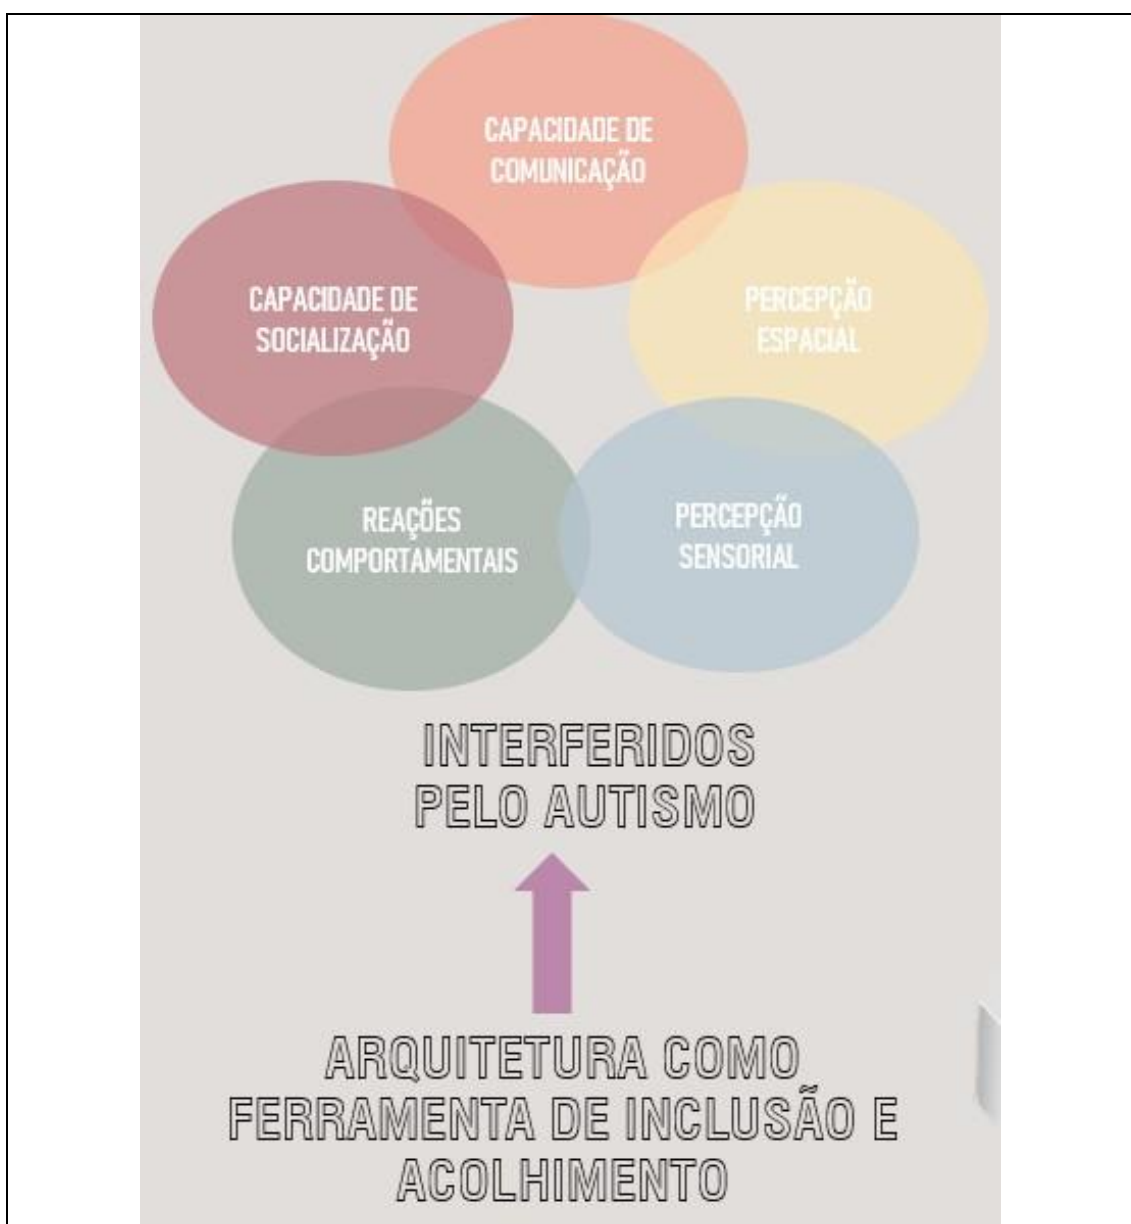 CAPACIDADE DE
COMUNICAÇÃO
CAPACIDADE DE
SOCIALIZAÇÃO
PERCEPÇÃO
ESPACIAL
REAÇÕES
COMPORTAMENTAIS
PERCEPÇÃO
SENSORIAL
INTERFERIDOS
PELO AUTISMO
ARQUITETURA COMO
FERRAMENTA DE INCLUSÃO E
ACOLHIMENTO